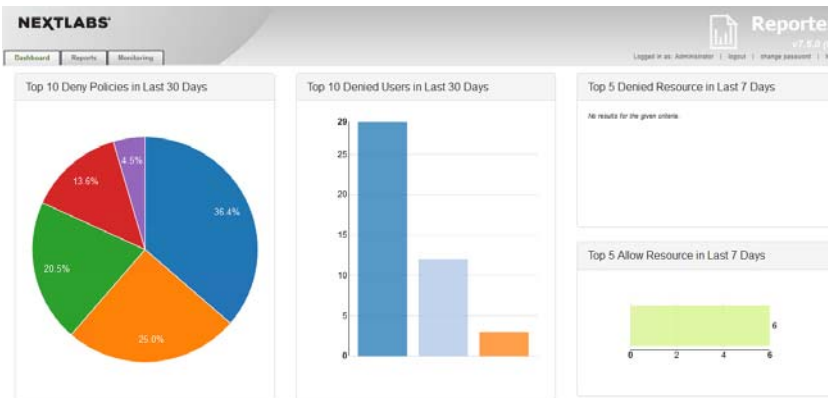 NEXTLABS
Reporte
v7.5.0 (
Dashboard Reports Monitoring
Logged in as: Administrator | logout | change password |
Top 10 Deny Policies in Last 30 Days
4.5%
13.6%
36.4%
20.5%
25.0%
Top 10 Denied Users in Last 30 Days
29
25
20
15
10
5
0
Top 5 Denied Resource in Last 7 Days
No results for the given criteria
Top 5 Allow Resource in Last 7 Days
6
0 2 4 6